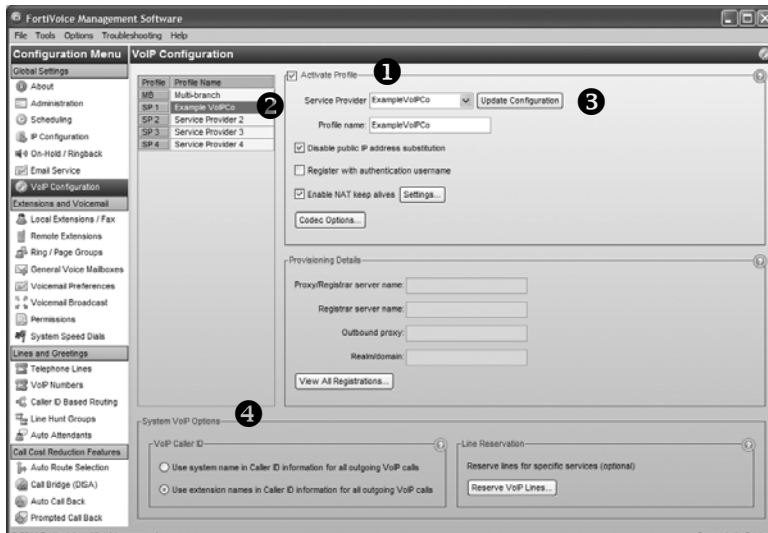 FortiVoice Management Software
File Tools Options Troubleshooting Help
Configuration Menu
Global Settings
About
Administration
Scheduling
IP Configuration
On-Hold / Ringback
Email Service
VoIP Configuration
Extensions and Voicemail
Local Extensions / Fax
Remote Extensions
Ring / Page Groups
General Voice Mailboxes
Voicemail Preferences
Voicemail Broadcast
Permissions
System Speed Dials
Lines and Greetings
Telephone Lines
VoIP Numbers
Caller ID Based Routing
Line Hunt Groups
Auto Attendants
Call Cost Reduction Features
Auto Route Selection
Call Bridge (DISA)
Auto Call Back
Prompted Call Back
VoIP Configuration
Profile Profile Name
MB Multi-branch
SP 1 Example VoIPCo
SP 2 Service Provider 2
SP 3 Service Provider 3
SP 4 Service Provider 4
2
Activate Profile
1
Service Provider ExampleVoIPCo Update Configuration
3
Profile name: ExampleVoIPCo
Disable public IP address substitution
Register with authentication username
Enable NAT keep alives Settings...
Codec Options...
Provisioning Details
Proxy/Registrar server name:
Registrar server name:
Outbound proxy:
Realm/domain:
View All Registrations...
System VoIP Options
4
VoIP Caller ID
Use system name in Caller ID information for all outgoing VoIP calls
Use extension names in Caller ID information for all outgoing VoIP calls
Line Reservation
Reserve lines for specific services (optional)
Reserve VoIP Lines...